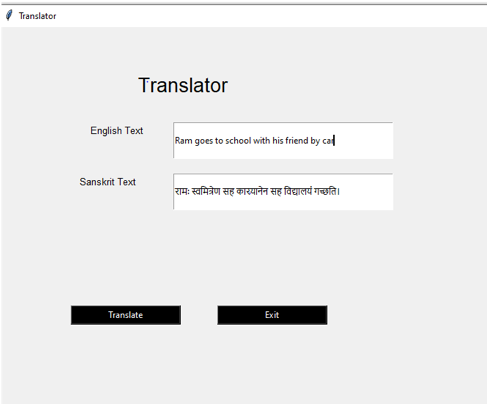 Translator
Translator
English Text
Ram goes to school with his friend by car
Sanskrit Text
रामः स्वमित्रेण सह कारयानेन सह विद्यालयं गच्छति।
Translate
Exit